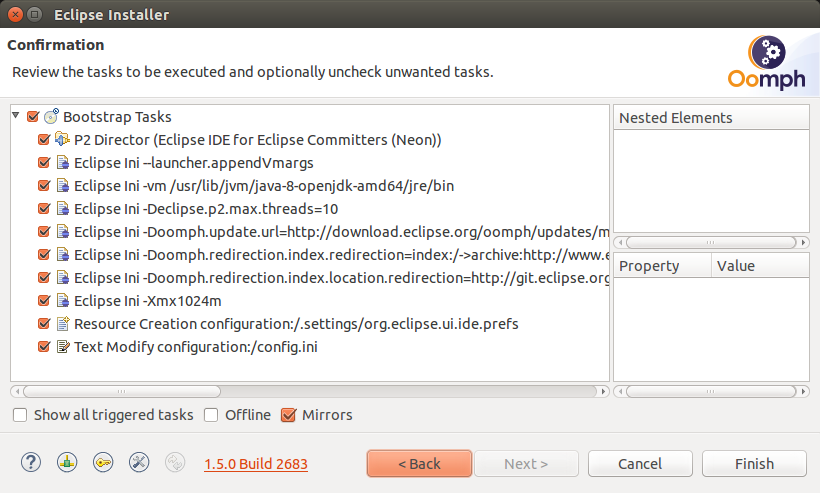 Eclipse Installer
Confirmation
Review the tasks to be executed and optionally uncheck unwanted tasks.
Oomph
Bootstrap Tasks
P2 Director (Eclipse IDE for Eclipse Committers (Neon))
Eclipse Ini --launcher.appendVmargs
Eclipse Ini -vm /usr/lib/jvm/java-8-openjdk-amd64/jre/bin
Eclipse Ini -Declipse.p2.max.threads=10
Eclipse Ini -Doomph.update.url=http://download.eclipse.org/oomph/updates/m
Eclipse Ini -Doomph.redirection.index.redirection=index:/->archive:http://www.e
Eclipse Ini -Doomph.redirection.index.location.redirection=http://git.eclipse.org
Eclipse Ini -Xmx1024m
Resource Creation configuration:/.settings/org.eclipse.ui.ide.prefs
Text Modify configuration:/config.ini
Nested Elements
Property Value
Show all triggered tasks Offline Mirrors
1.5.0 Build 2683 < Back Next > Cancel Finish